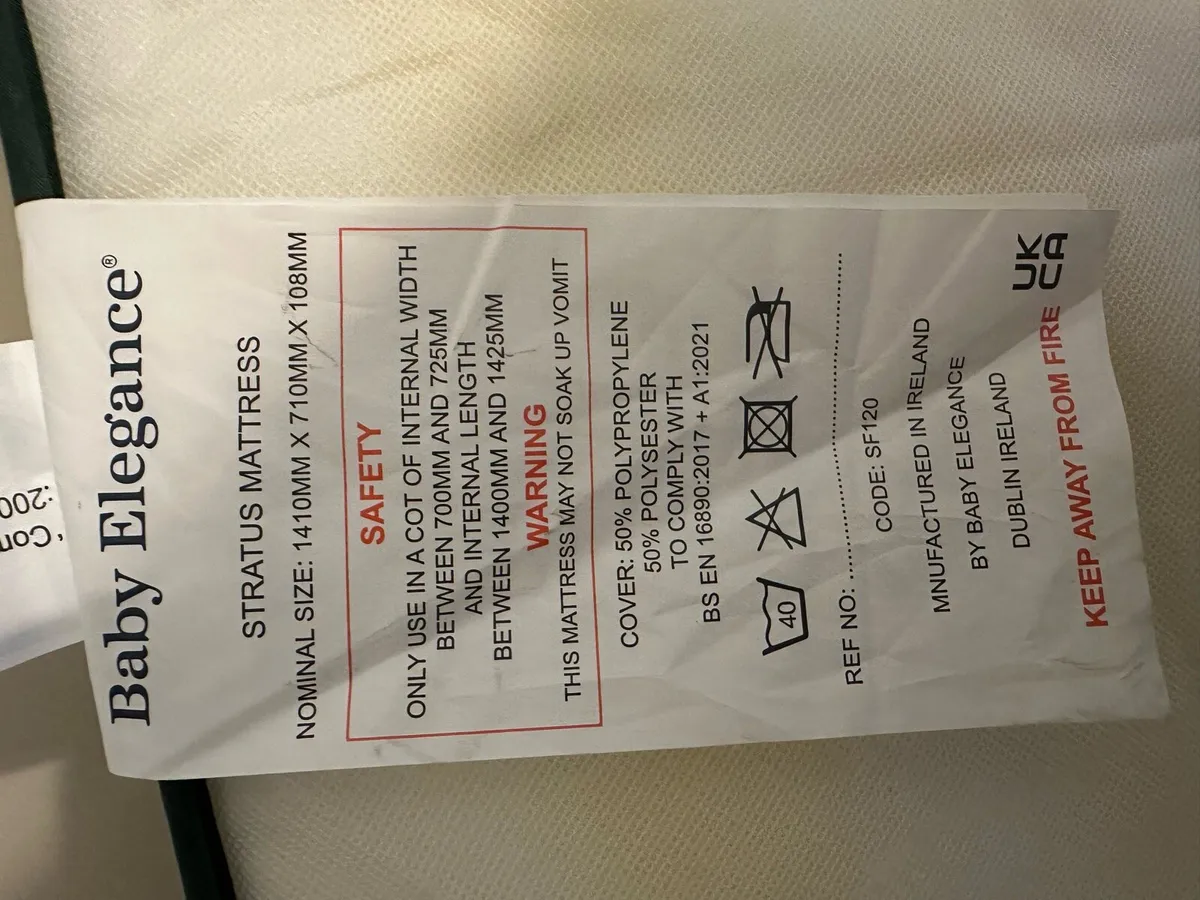 Baby Elegance®
STRATUS MATTRESS
NOMINAL SIZE: 1410MM X 710MM X 108MM
SAFETY
ONLY USE IN A COT OF INTERNAL WIDTH
BETWEEN 700MM AND 725MM
AND INTERNAL LENGTH
BETWEEN 1400MM AND 1425MM
WARNING
THIS MATTRESS MAY NOT SOAK UP VOMIT
COVER: 50% POLYPROPYLENE
50% POLYSESTER
TO COMPLY WITH
BS EN 16890:2017 + A1:2021
40
REF NO: ........................................
CODE: SF120
MNUFACTURED IN IRELAND
BY BABY ELEGANCE
DUBLIN IRELAND
KEEP AWAY FROM FIRE
UK
CA